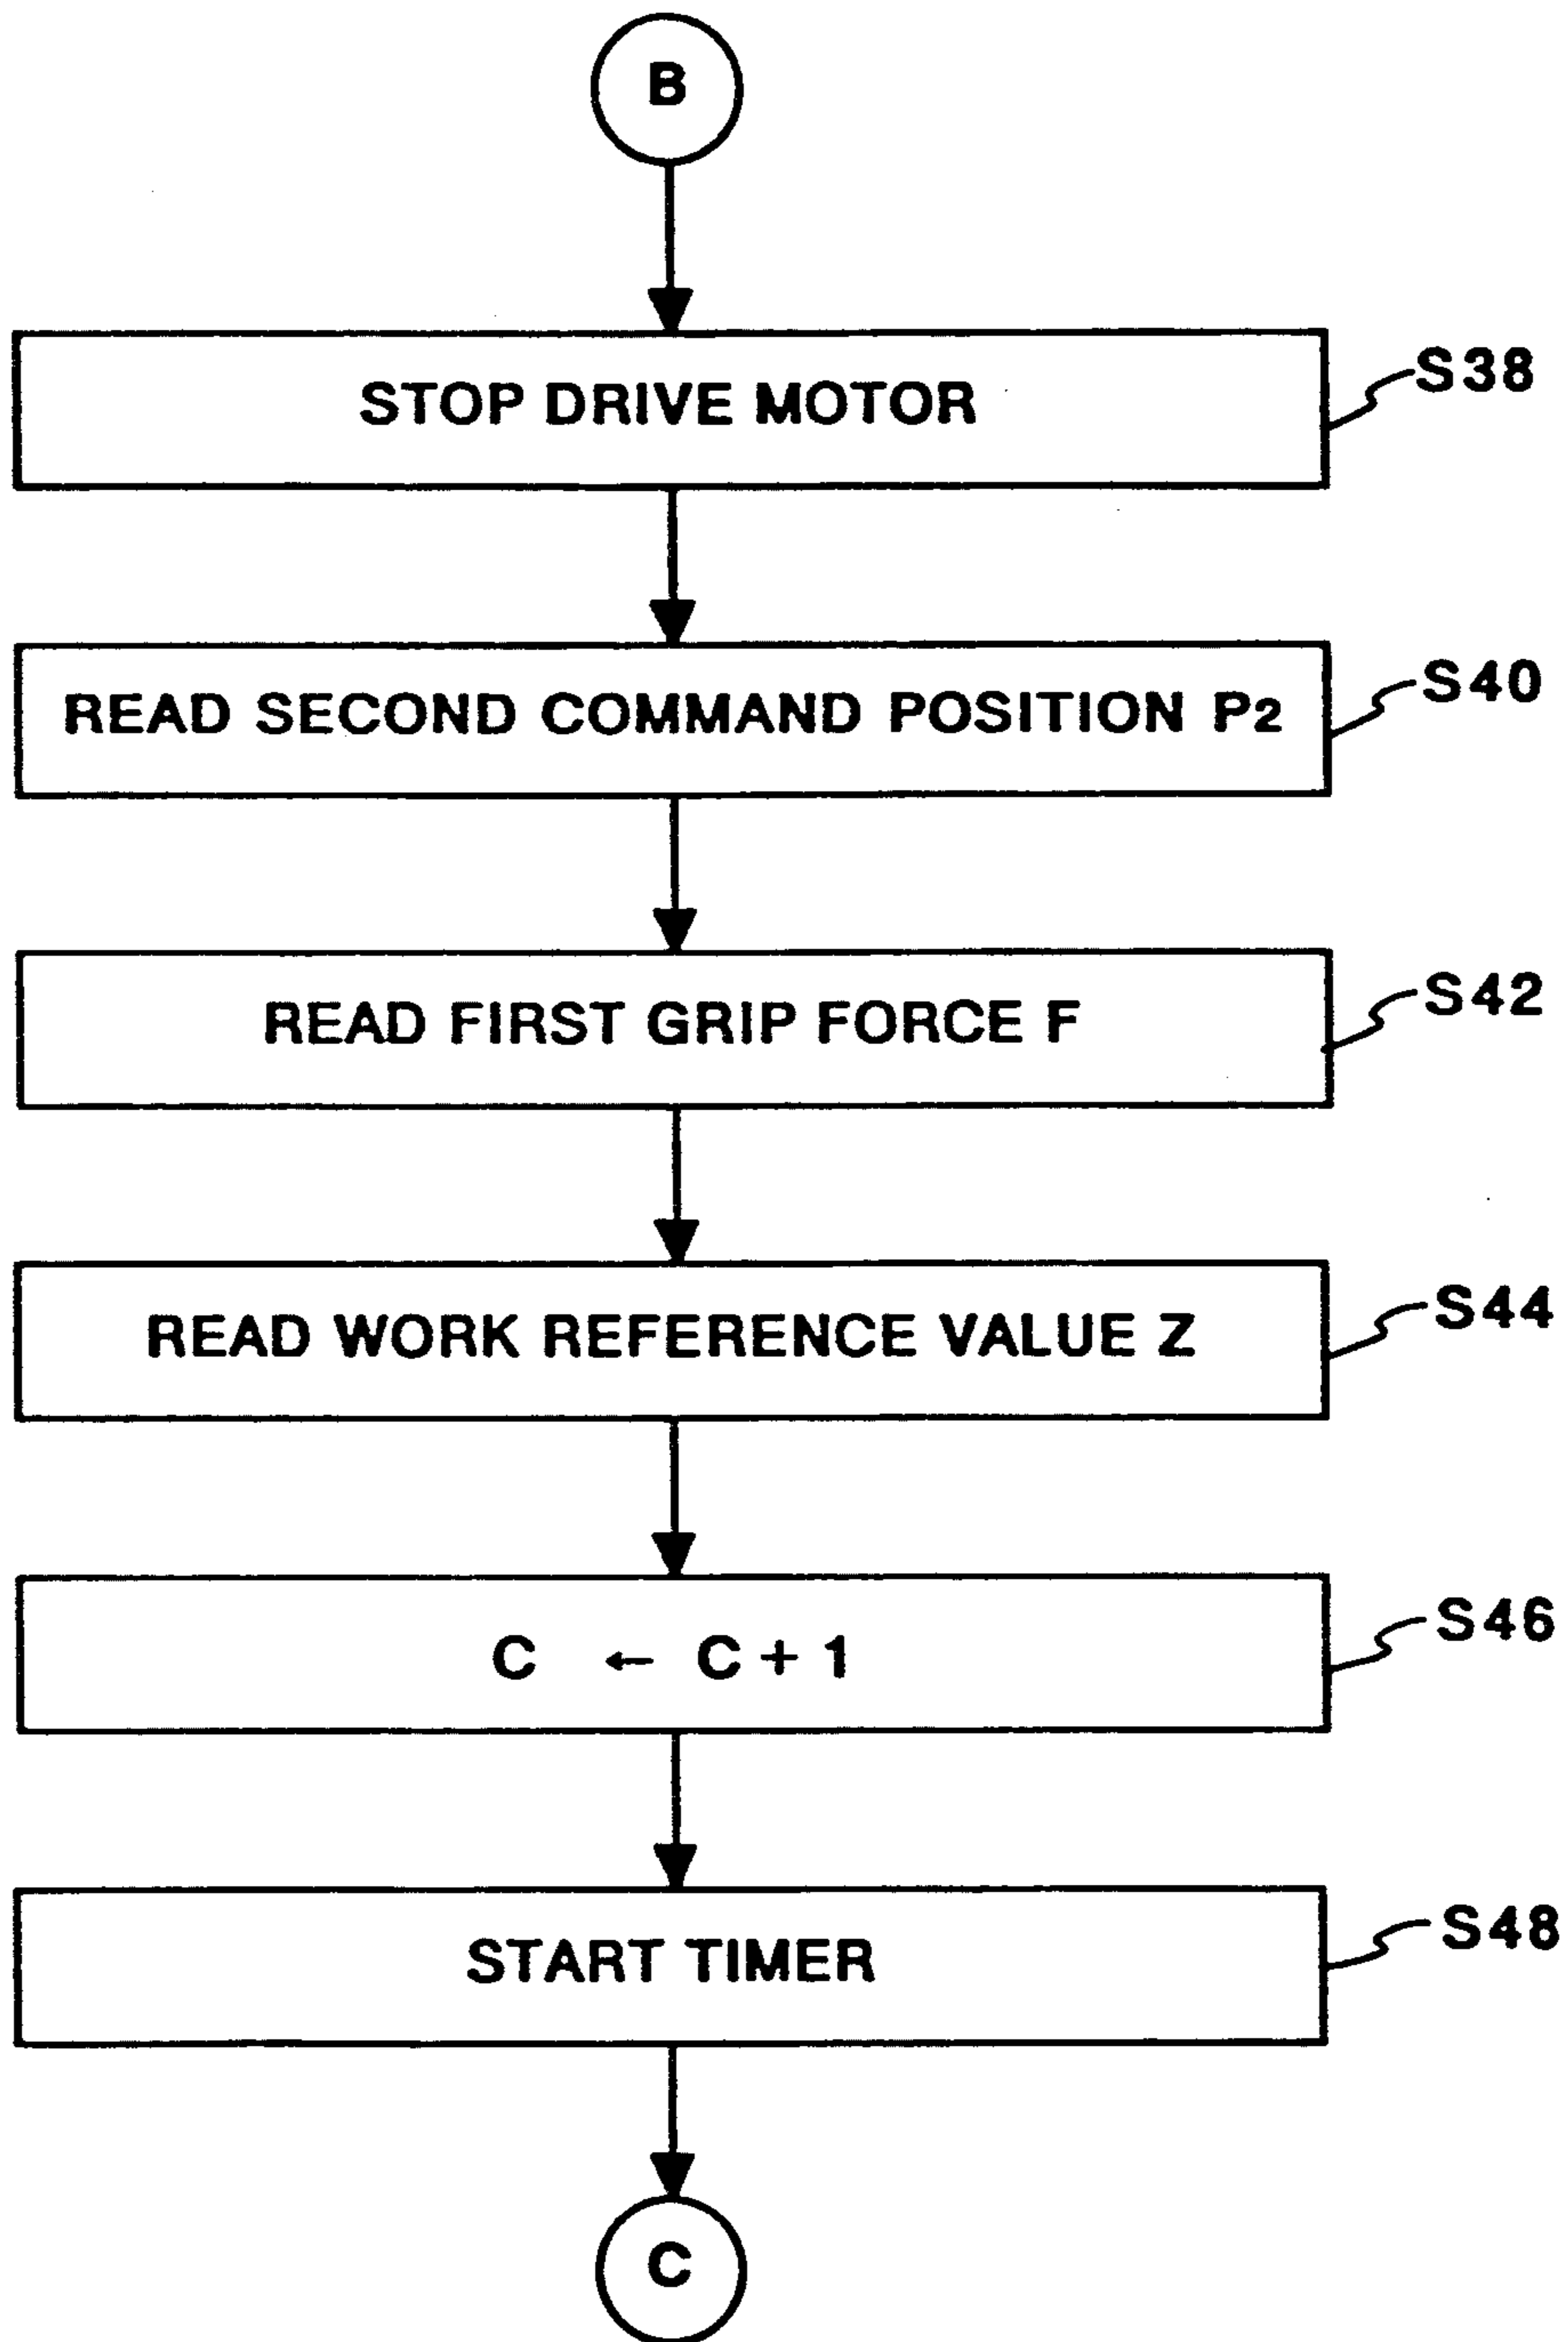 B
STOP DRIVE MOTOR
S38
READ SECOND COMMAND POSITION P2
S40
READ FIRST GRIP FORCE F
S42
READ WORK REFERENCE VALUE Z
S44
C ← C + 1
S46
START TIMER
S48
C